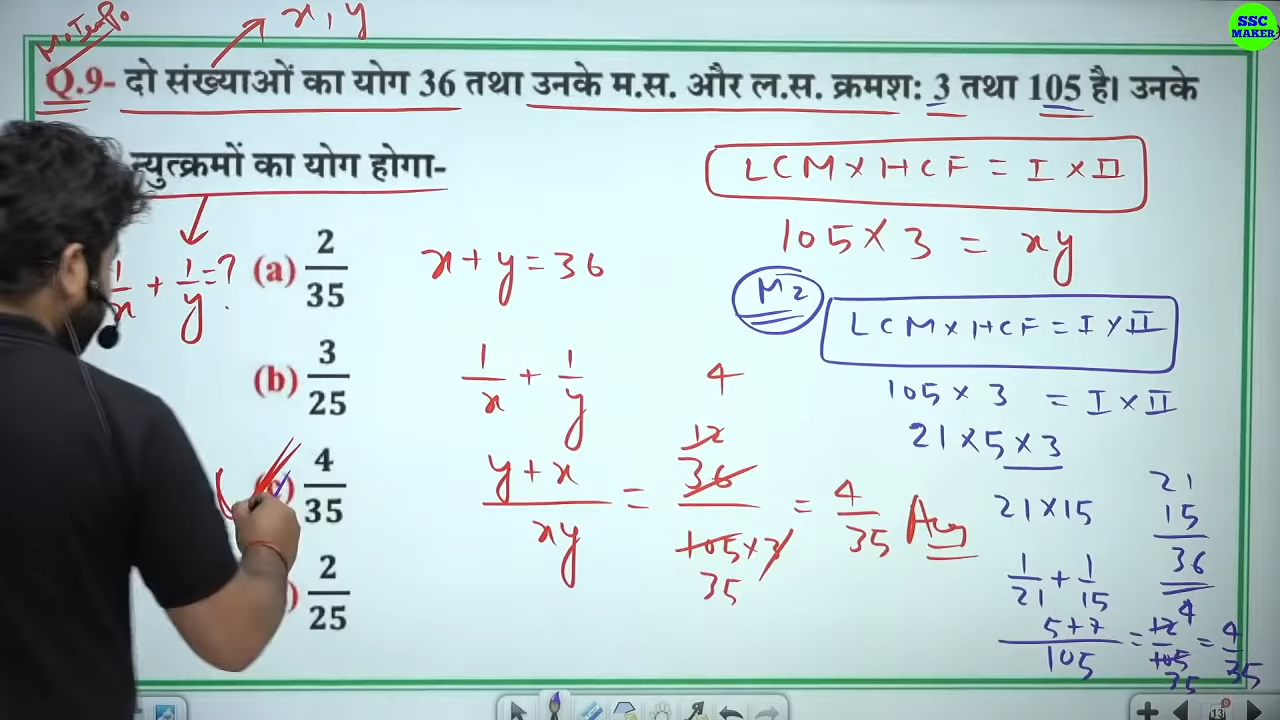 SSC
MAKER
x, y
Q.9- दो संख्याओं का योग 36 तथा उनके म.स. और ल.स. क्रमश: 3 तथा 105 है। उनके
व्युत्क्रमों का योग होगा-
1/x + 1/y = ?
(a) 2/35
(b) 3/25
4/35
) 2/25
x + y = 36
1/x + 1/y
(y + x)/xy = 36/(105 × 3) = 4/35 Ans
12
4
35
LCM × HCF = I × II
105 × 3 = xy
M2
LCM × HCF = I × II
105 × 3 = I × II
21 × 5 × 3
21 × 15
21
15
36
1/21 + 1/15
(5 + 7)/105 = 12/105 = 4/35
4
35
13